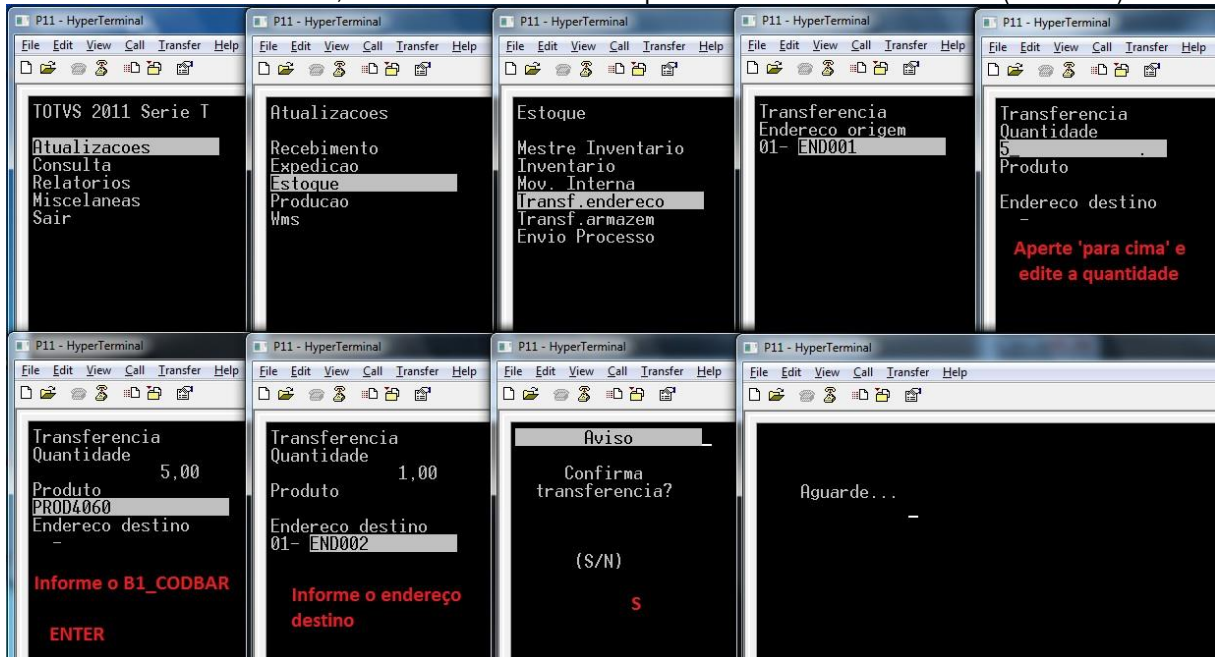 P11 - HyperTerminal
File Edit View Call Transfer Help
TOTVS 2011 Serie T
Atualizacoes
Consulta
Relatorios
Miscelaneas
Sair
P11 - HyperTerminal
File Edit View Call Transfer Help
Atualizacoes
Recebimento
Expedicao
Estoque
Producao
Wms
P11 - HyperTerminal
File Edit View Call Transfer Help
Estoque
Mestre Inventario
Inventario
Mov. Interna
Transf.endereco
Transf.armazem
Envio Processo
P11 - HyperTerminal
File Edit View Call Transfer Help
Transferencia
Endereco origem
01- END001
P11 - HyperTerminal
File Edit View Call Transfer Help
Transferencia
Quantidade
5_ .
Produto
Endereco destino
-
Aperte 'para cima' e
edite a quantidade
P11 - HyperTerminal
File Edit View Call Transfer Help
Transferencia
Quantidade
5,00
Produto
PROD4060
Endereco destino
-
Informe o B1_CODBAR
ENTER
P11 - HyperTerminal
File Edit View Call Transfer Help
Transferencia
Quantidade
1,00
Produto
Endereco destino
01- END002
Informe o endereço
destino
P11 - HyperTerminal
File Edit View Call Transfer Help
Aviso
Confirma
transferencia?
(S/N)
S
P11 - HyperTerminal
File Edit View Call Transfer Help
Aguarde...